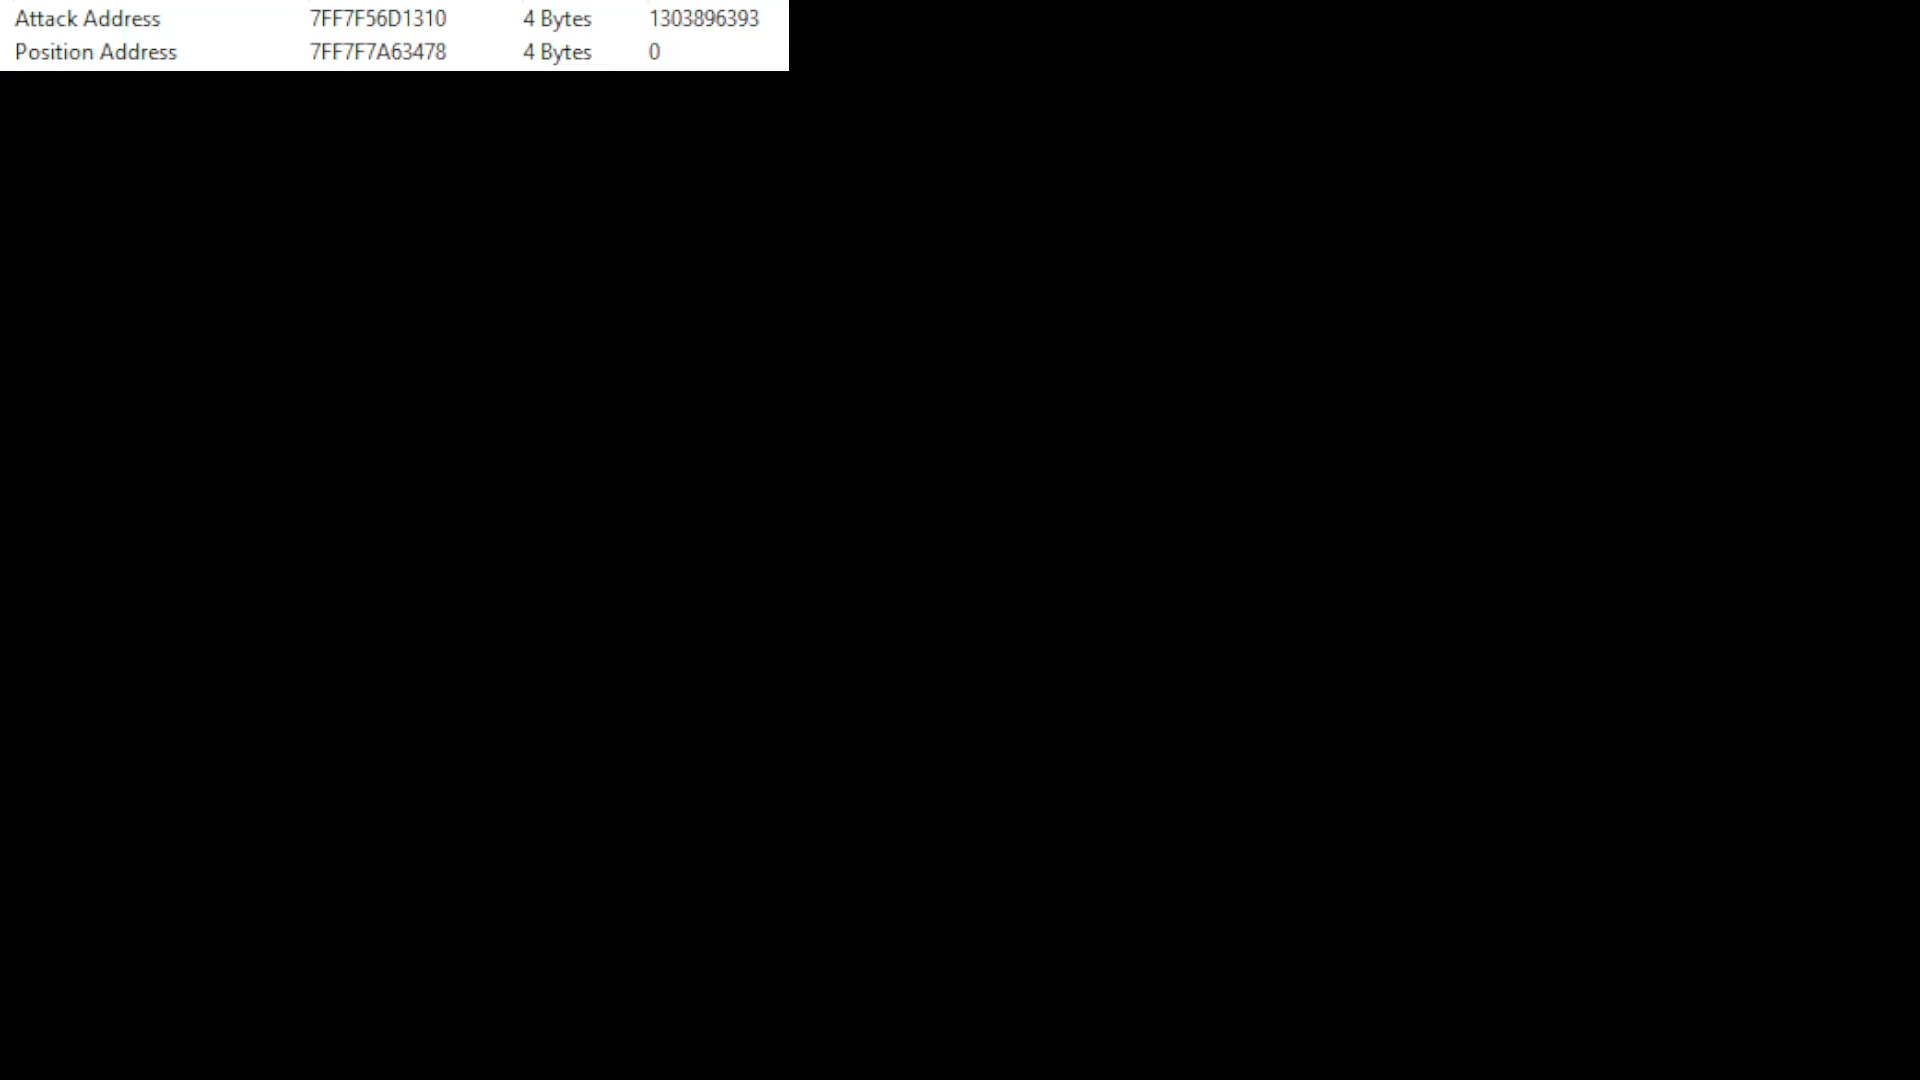 Attack Address 7FF7F56D1310 4 Bytes 1303896393
Position Address 7FF7F7A63478 4 Bytes 0